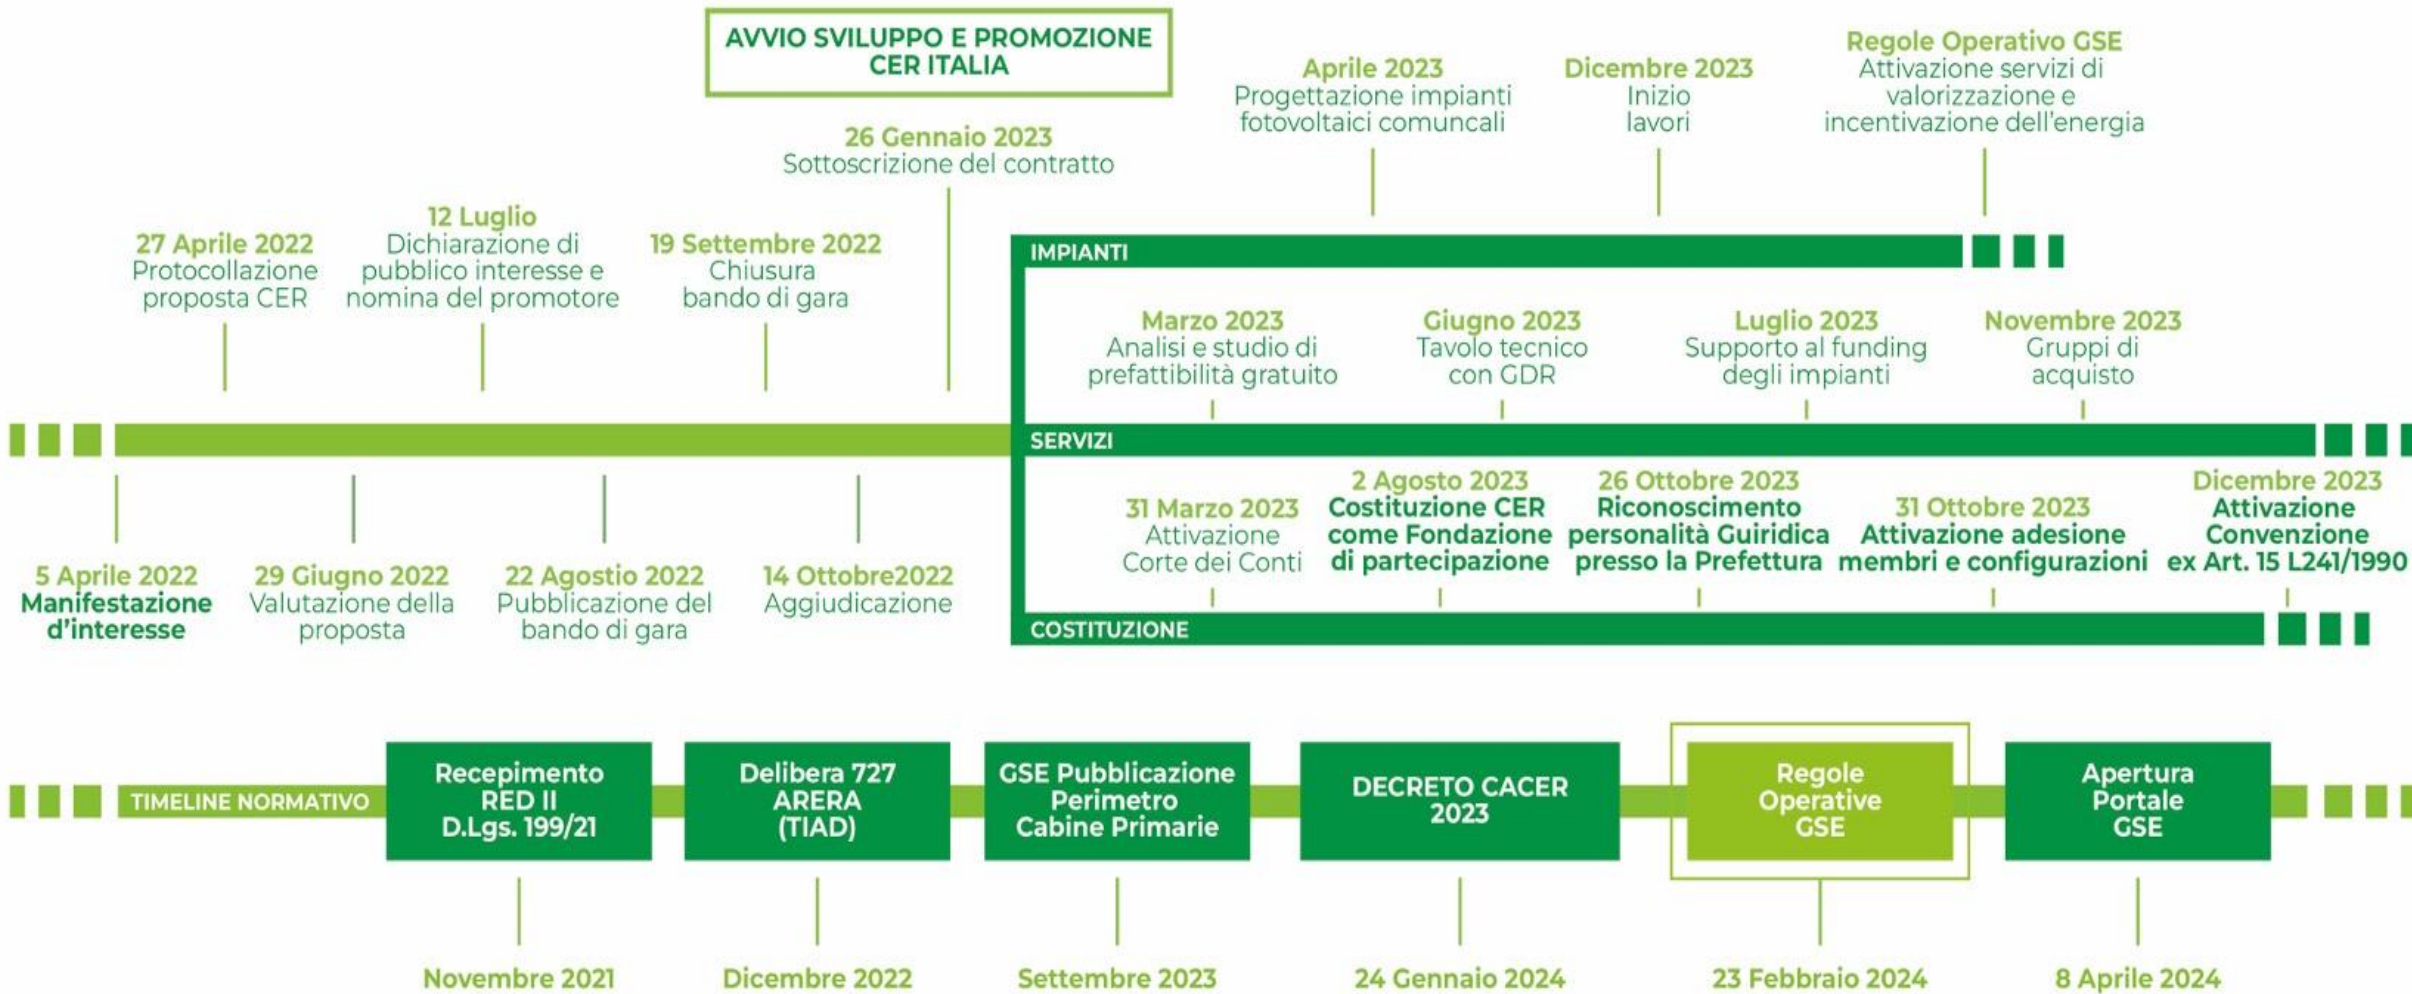 AVVIO SVILUPPO E PROMOZIONE
CER ITALIA
26 Gennaio 2023
Sottoscrizione del contratto
27 Aprile 2022
Protocollazione
proposta CER
12 Luglio
Dichiarazione di
pubblico interesse e
nomina del promotore
19 Settembre 2022
Chiusura
bando di gara
5 Aprile 2022
Manifestazione
d'interesse
29 Giugno 2022
Valutazione della
proposta
22 Agostio 2022
Pubblicazione del
bando di gara
14 Ottobre2022
Aggiudicazione
Aprile 2023
Progettazione impianti
fotovoltaici comuncali
Dicembre 2023
Inizio
lavori
Regole Operativo GSE
Attivazione servizi di
valorizzazione e
incentivazione dell'energia
IMPIANTI
Marzo 2023
Analisi e studio di
prefattibilità gratuito
Giugno 2023
Tavolo tecnico
con GDR
Luglio 2023
Supporto al funding
degli impianti
Novembre 2023
Gruppi di
acquisto
SERVIZI
31 Marzo 2023
Attivazione
Corte dei Conti
2 Agosto 2023
Costituzione CER
come Fondazione
di partecipazione
26 Ottobre 2023
Riconoscimento
personalità Guiridica
presso la Prefettura
31 Ottobre 2023
Attivazione adesione
membri e configurazioni
Dicembre 2023
Attivazione
Convenzione
ex Art. 15 L241/1990
COSTITUZIONE
TIMELINE NORMATIVO
Recepimento
RED II
D.Lgs. 199/21
Novembre 2021
Delibera 727
ARERA
(TIAD)
Dicembre 2022
GSE Pubblicazione
Perimetro
Cabine Primarie
Settembre 2023
DECRETO CACER
2023
24 Gennaio 2024
Regole
Operative
GSE
23 Febbraio 2024
Apertura
Portale
GSE
8 Aprile 2024